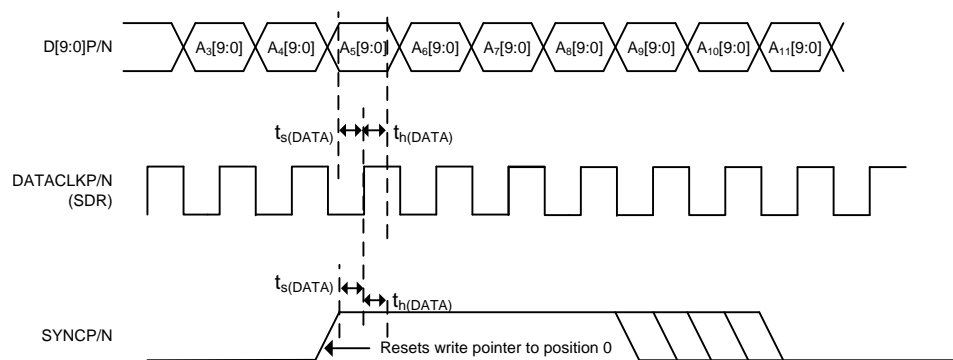 D[9:0]P/N A3[9:0] A4[9:0] A5[9:0] A6[9:0] A7[9:0] A8[9:0] A9[9:0] A10[9:0] A11[9:0]
ts(DATA) th(DATA)
DATACLKP/N
(SDR)
ts(DATA) th(DATA)
SYNCP/N Resets write pointer to position 0